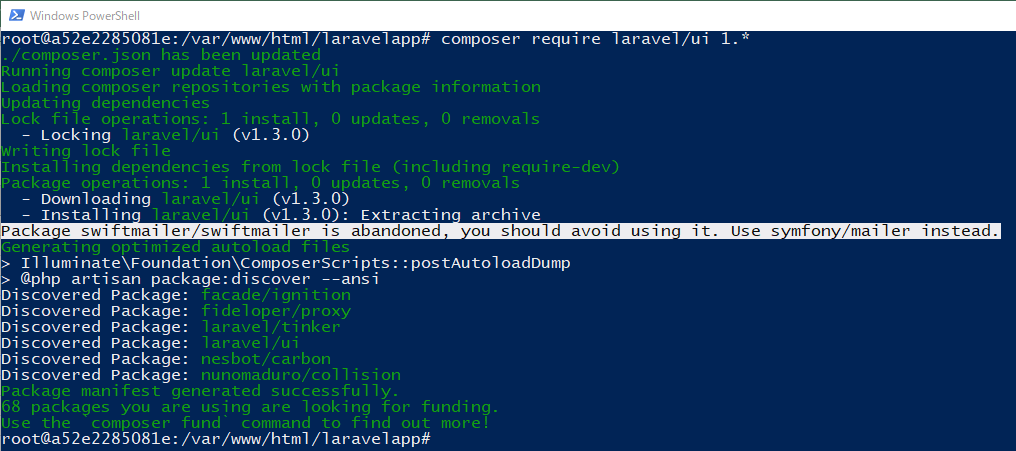 Windows PowerShell
root@a52e2285081e:/var/www/html/laravelapp# composer require laravel/ui 1.*
./composer.json has been updated
Running composer update laravel/ui
Loading composer repositories with package information
Updating dependencies
Lock file operations: 1 install, 0 updates, 0 removals
  - Locking laravel/ui (v1.3.0)
Writing lock file
Installing dependencies from lock file (including require-dev)
Package operations: 1 install, 0 updates, 0 removals
  - Downloading laravel/ui (v1.3.0)
  - Installing laravel/ui (v1.3.0): Extracting archive
Package swiftmailer/swiftmailer is abandoned, you should avoid using it. Use symfony/mailer instead.
Generating optimized autoload files
> Illuminate\Foundation\ComposerScripts::postAutoloadDump
> @php artisan package:discover --ansi
Discovered Package: facade/ignition
Discovered Package: fideloper/proxy
Discovered Package: laravel/tinker
Discovered Package: laravel/ui
Discovered Package: nesbot/carbon
Discovered Package: nunomaduro/collision
Package manifest generated successfully.
68 packages you are using are looking for funding.
Use the `composer fund` command to find out more!
root@a52e2285081e:/var/www/html/laravelapp#